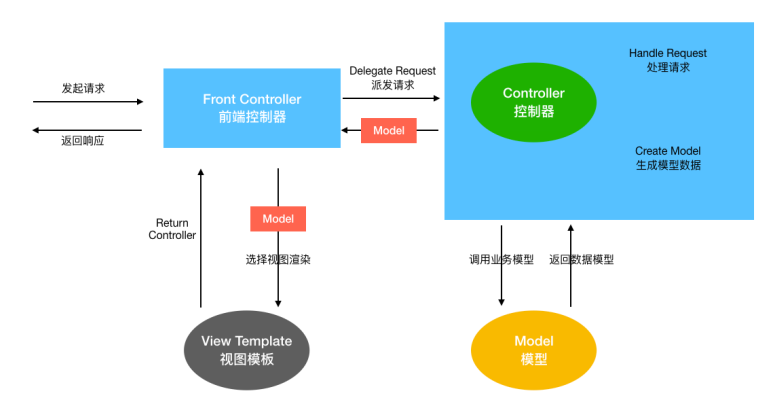 发起请求
返回响应
Front Controller
前端控制器
Delegate Request
派发请求
Model
Controller
控制器
Handle Request
处理请求
Create Model
生成模型数据
Return
Controller
Model
选择视图渲染
调用业务模型
返回数据模型
View Template
视图模板
Model
模型